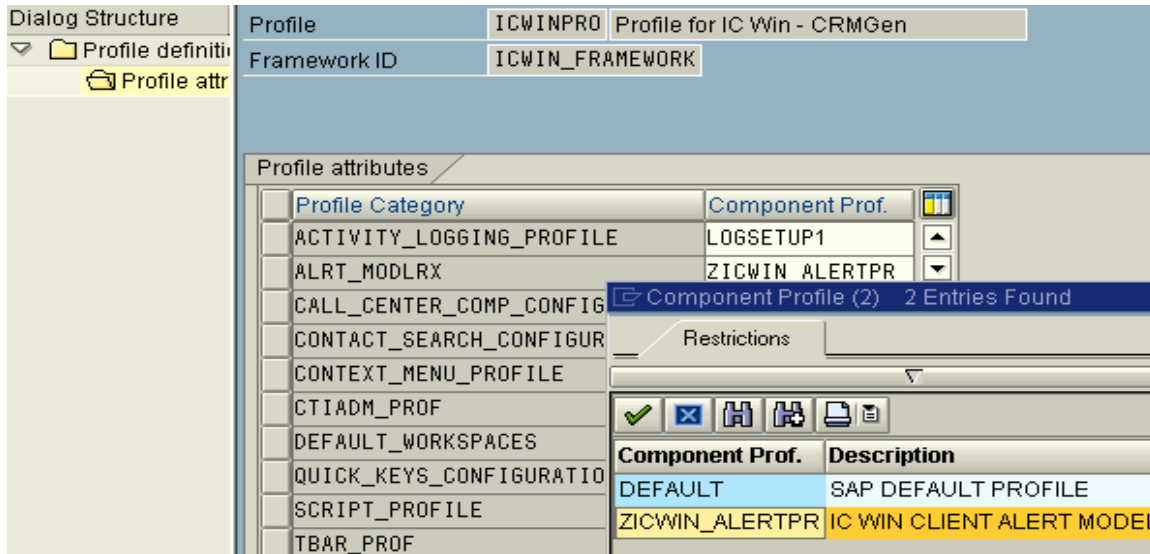 Dialog Structure
Profile definiti
Profile attr
Profile ICWINPRO Profile for IC Win - CRMGen
Framework ID ICWIN_FRAMEWORK
Profile attributes
Profile Category Component Prof.
ACTIVITY_LOGGING_PROFILE LOGSETUP1
ALRT_MODLRX ZICWIN_ALERTPR
CALL_CENTER_COMP_CONFIG
CONTACT_SEARCH_CONFIGUR
CONTEXT_MENU_PROFILE
CTIADM_PROF
DEFAULT_WORKSPACES
QUICK_KEYS_CONFIGURATIO
SCRIPT_PROFILE
TBAR_PROF
Component Profile (2) 2 Entries Found
Restrictions
Component Prof. Description
DEFAULT SAP DEFAULT PROFILE
ZICWIN_ALERTPR IC WIN CLIENT ALERT MODEL